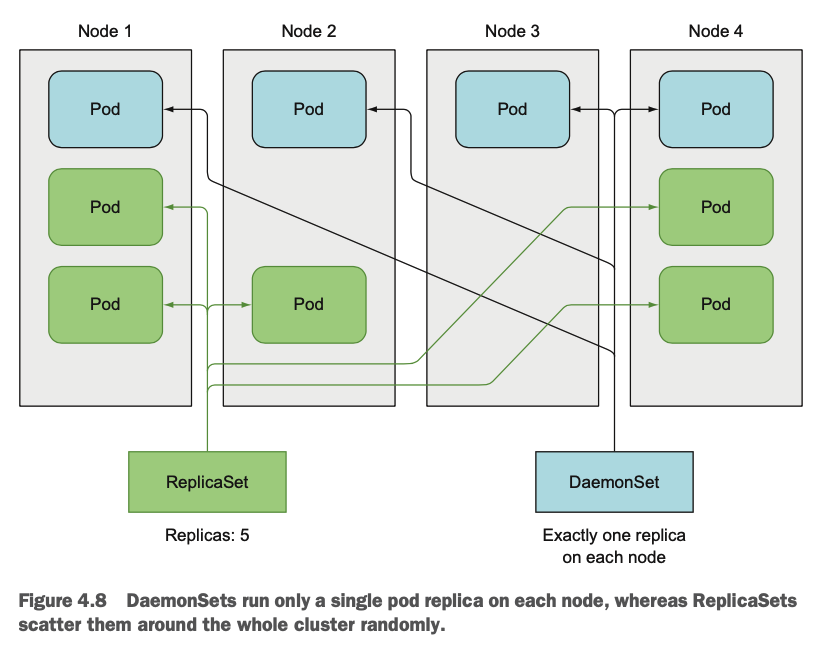 Node 1
Node 2
Node 3
Node 4
Pod
Pod
Pod
Pod
Pod
Pod
Pod
Pod
Pod
ReplicaSet
DaemonSet
Replicas: 5
Exactly one replica
on each node
Figure 4.8 DaemonSets run only a single pod replica on each node, whereas ReplicaSets
scatter them around the whole cluster randomly.